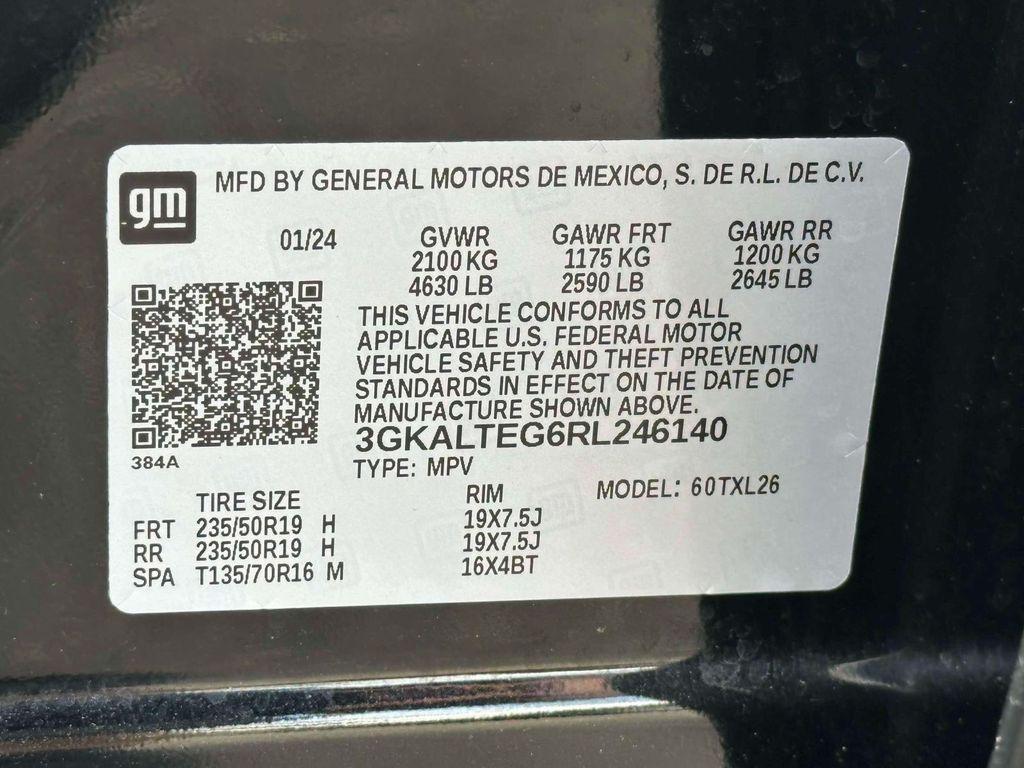 gm
MFD BY GENERAL MOTORS DE MEXICO, S. DE R.L. DE C.V.
01/24 GVWR GAWR FRT GAWR RR
2100 KG 1175 KG 1200 KG
4630 LB 2590 LB 2645 LB
THIS VEHICLE CONFORMS TO ALL
APPLICABLE U.S. FEDERAL MOTOR
VEHICLE SAFETY AND THEFT PREVENTION
STANDARDS IN EFFECT ON THE DATE OF
MANUFACTURE SHOWN ABOVE.
3GKALTEG6RL246140
384A
TYPE: MPV
TIRE SIZE RIM MODEL: 60TXL26
FRT 235/50R19 H 19X7.5J
RR 235/50R19 H 19X7.5J
SPA T135/70R16 M 16X4BT